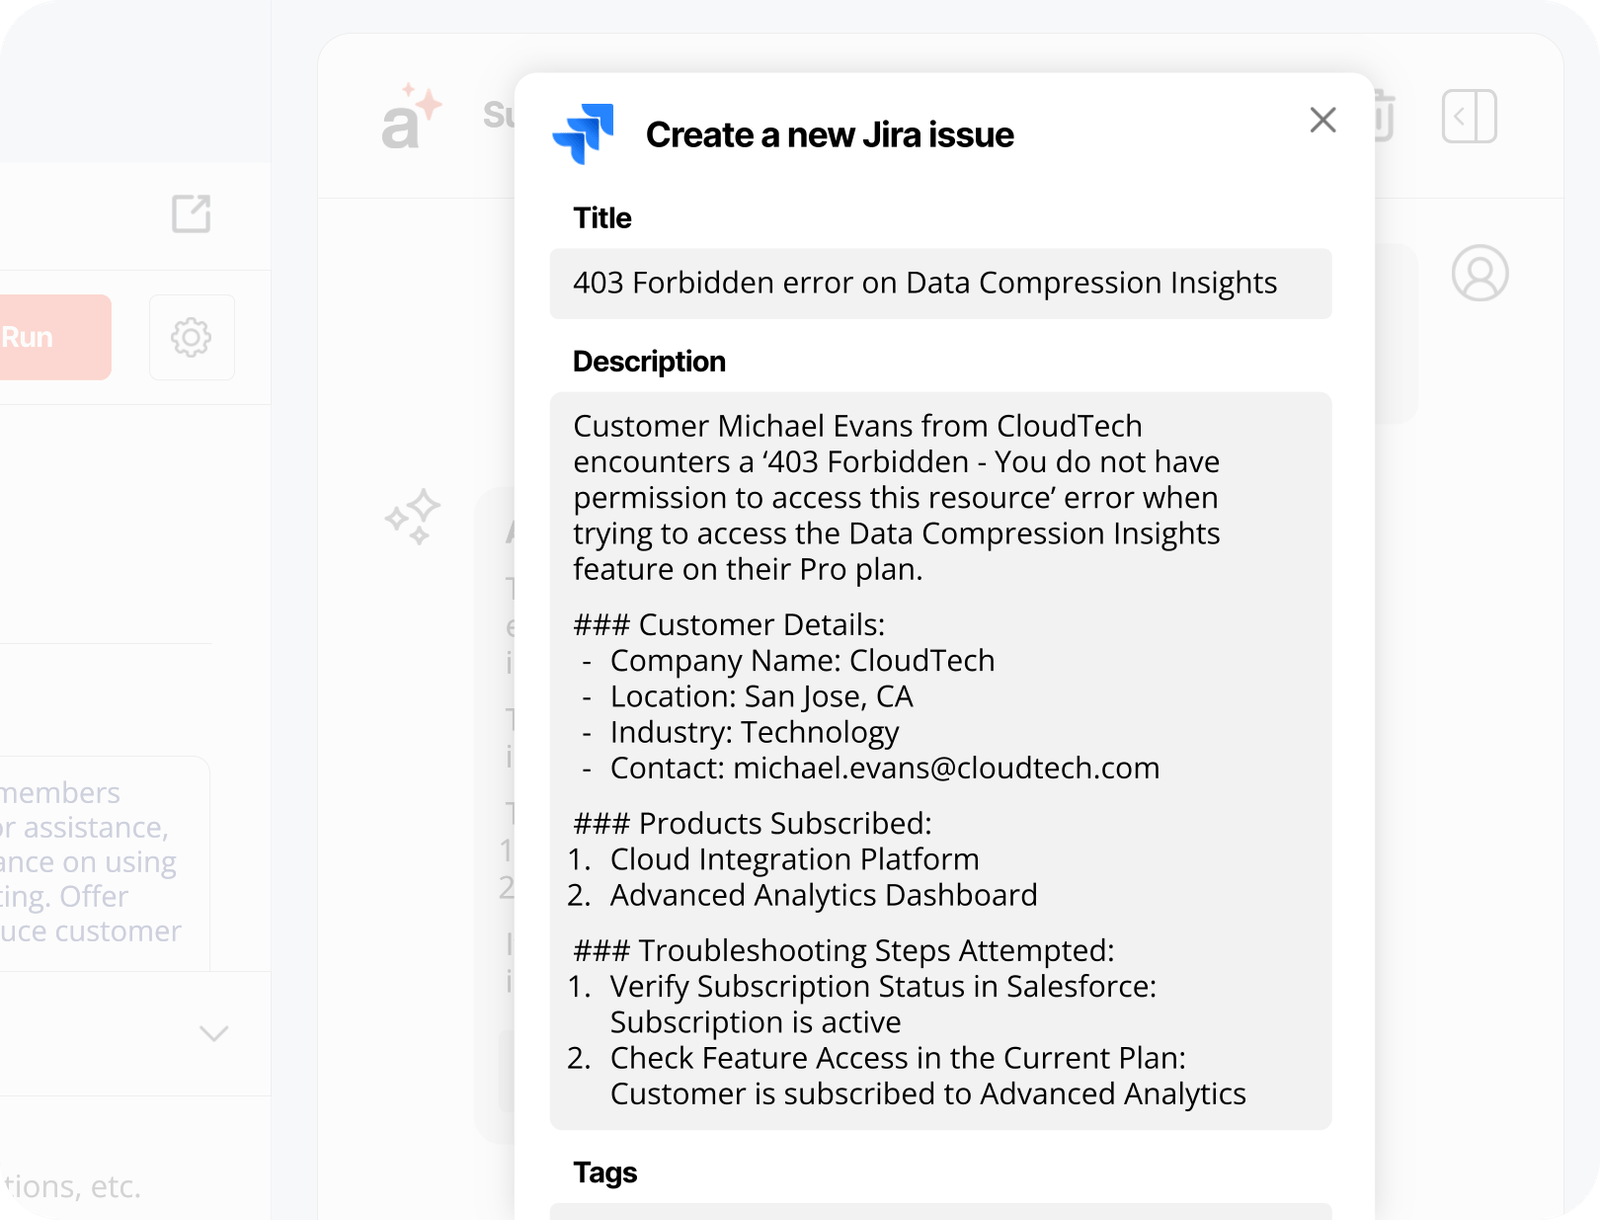 Create a new Jira issue
Title
403 Forbidden error on Data Compression Insights
Description
Customer Michael Evans from CloudTech
encounters a ‘403 Forbidden - You do not have
permission to access this resource’ error when
trying to access the Data Compression Insights
feature on their Pro plan.
### Customer Details:
- Company Name: CloudTech
- Location: San Jose, CA
- Industry: Technology
- Contact: michael.evans@cloudtech.com
### Products Subscribed:
1. Cloud Integration Platform
2. Advanced Analytics Dashboard
### Troubleshooting Steps Attempted:
1. Verify Subscription Status in Salesforce:
Subscription is active
2. Check Feature Access in the Current Plan:
Customer is subscribed to Advanced Analytics
Tags
Run
members
or assistance,
on using
Offer
customer
etc.
a
1
2